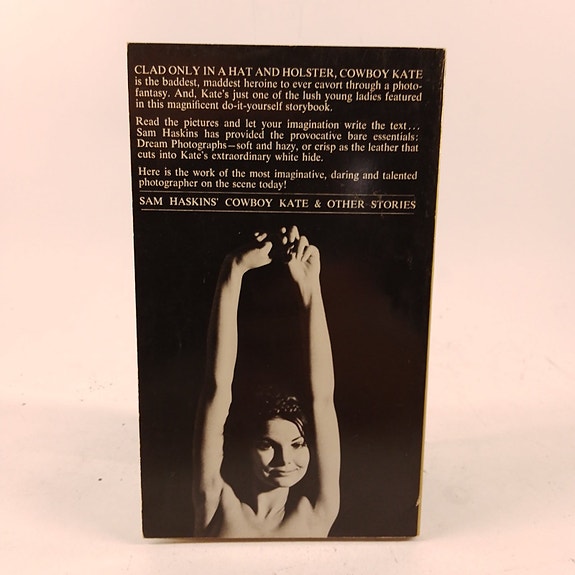 CLAD ONLY IN A HAT AND HOLSTER, COWBOY KATE
is the baddest, maddest heroine to ever cavort through a photo-
fantasy. And, Kate's just one of the lush young ladies featured
in this magnificent do-it-yourself storybook.
Read the pictures and let your imagination write the text...
Sam Haskins has provided the provocative bare essentials:
Dream Photographs—soft and hazy, or crisp as the leather that
cuts into Kate's extraordinary white hide.
Here is the work of the most imaginative, daring and talented
photographer on the scene today!
SAM HASKINS' COWBOY KATE & OTHER STORIES